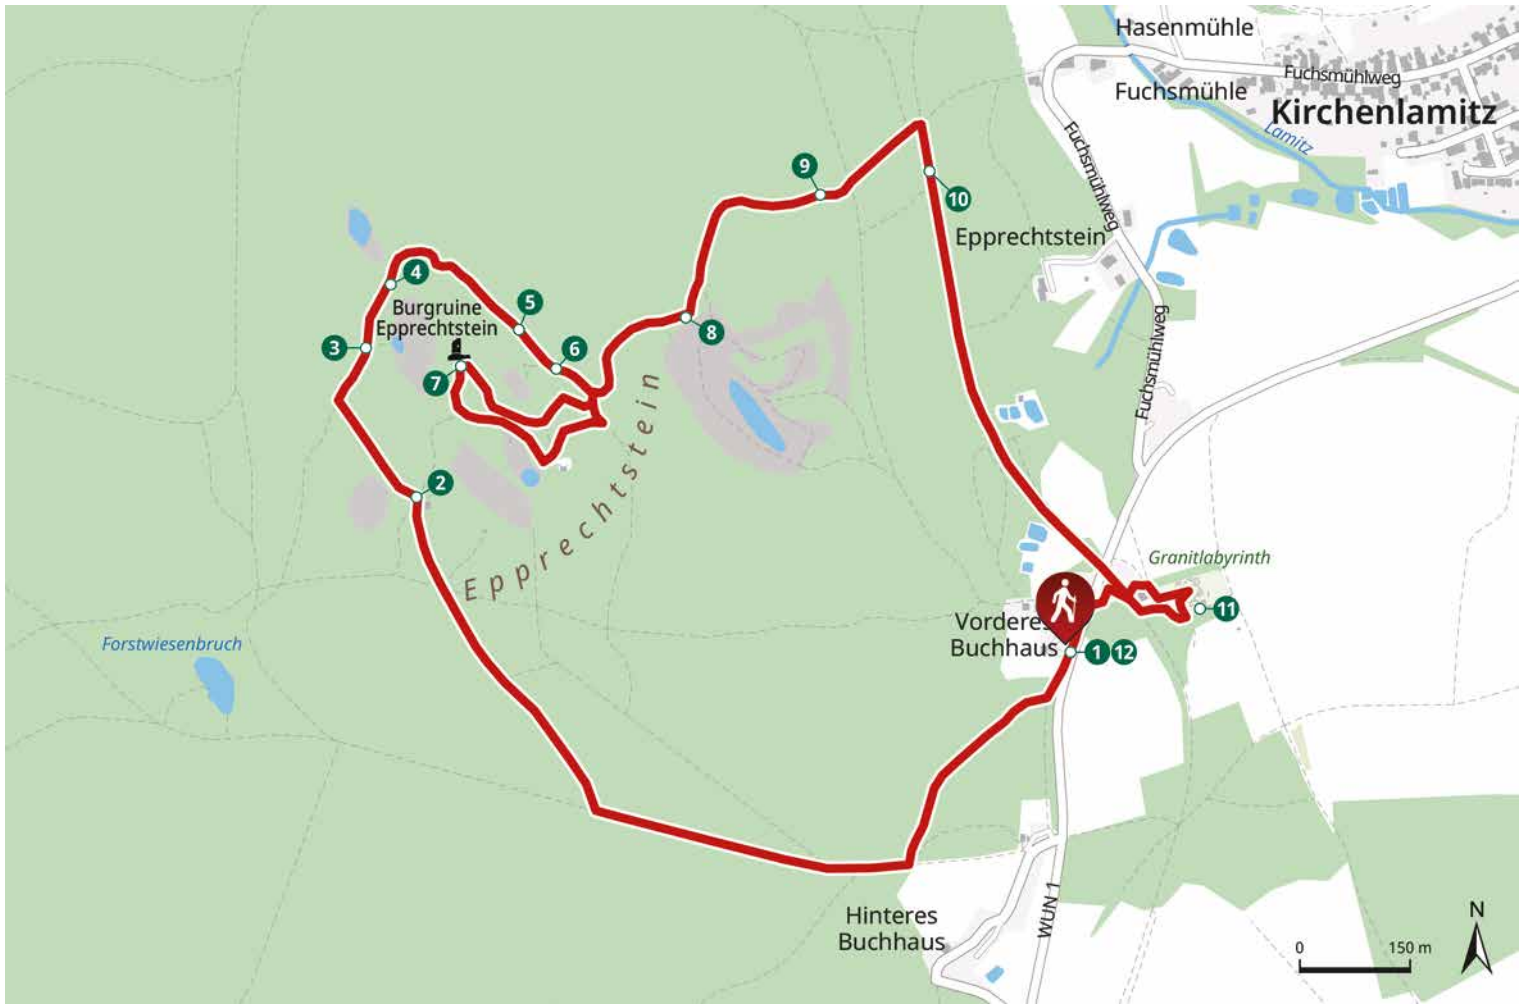 Hasenmühle
Fuchsmühlweg
Fuchsmühle
Kirchenlamitz
Lamitz
Fuchsmühlweg
9
10
Epprechtstein
4
Burgruine
Epprechtstein
5
3
6
7
8
Fuchsmühlweg
2
Epprechtstein
Granitlabyrinth
11
Vorderes
Buchhaus
1 12
Forstwiesenbruch
Hinteres
Buchhaus
WUN 1
N
0 150 m